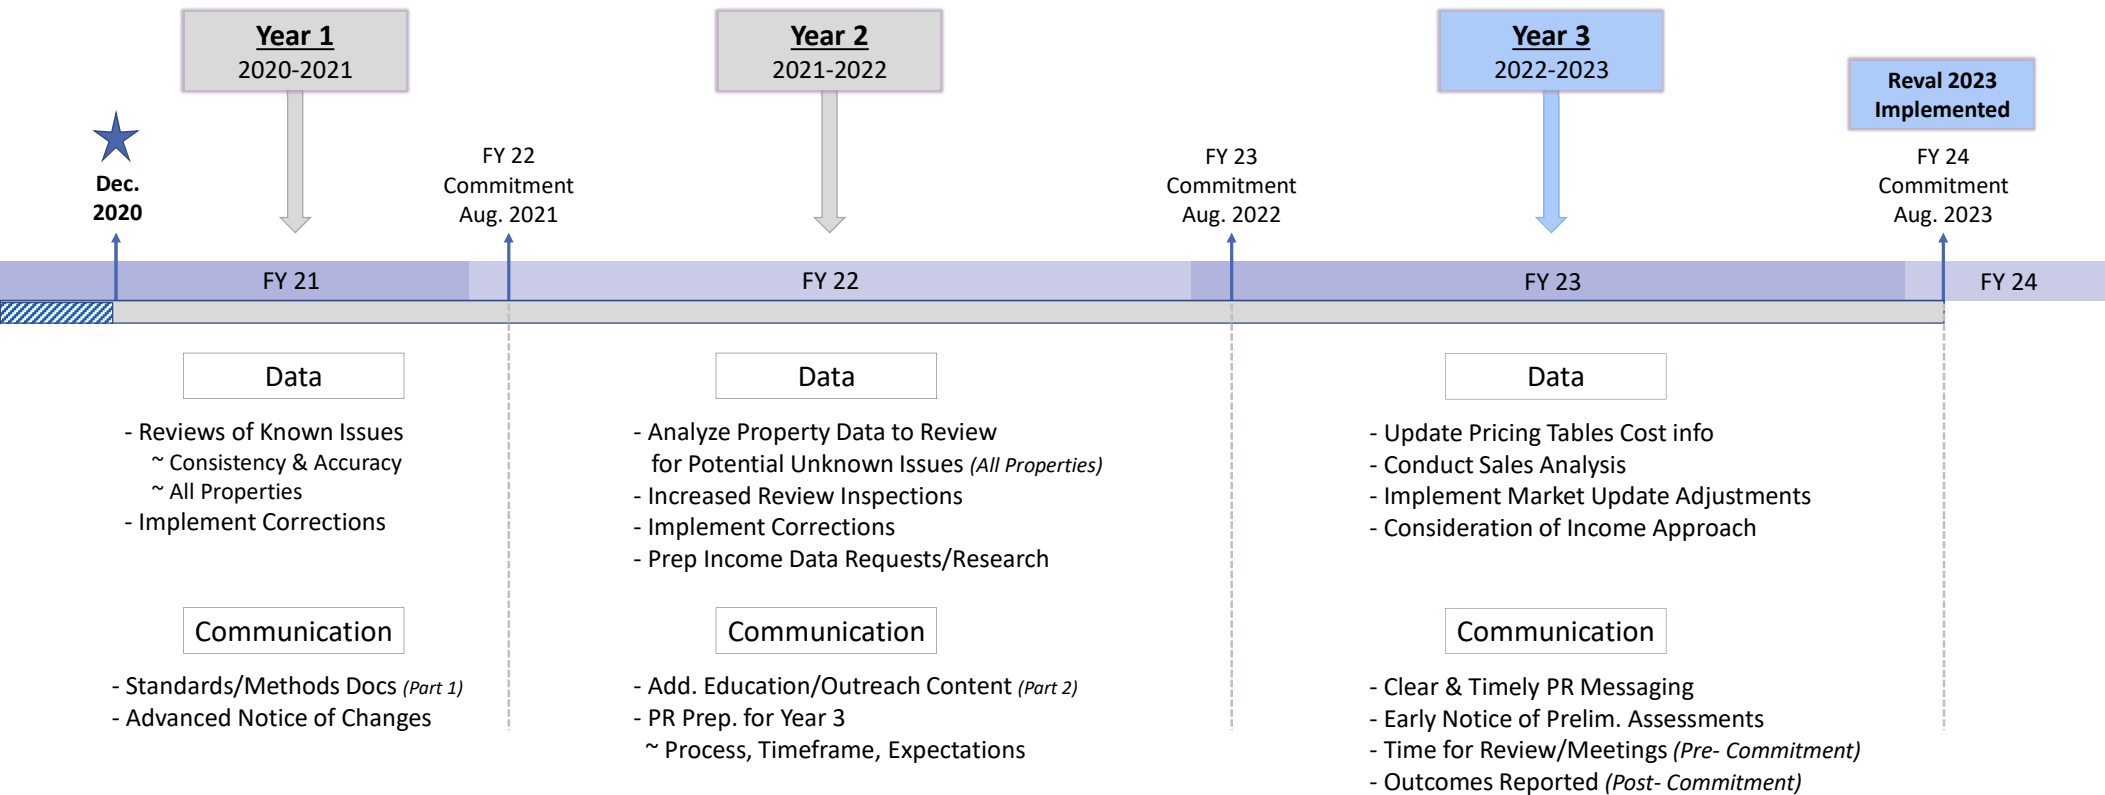 Year 1
2020-2021
Year 2
2021-2022
Year 3
2022-2023
Reval 2023
Implemented
Dec.
2020
FY 22
Commitment
Aug. 2021
FY 23
Commitment
Aug. 2022
FY 24
Commitment
Aug. 2023
FY 21
FY 22
FY 23
FY 24
Data
- Reviews of Known Issues
~ Consistency & Accuracy
~ All Properties
- Implement Corrections
Communication
- Standards/Methods Docs (Part 1)
- Advanced Notice of Changes
Data
- Analyze Property Data to Review
for Potential Unknown Issues (All Properties)
- Increased Review Inspections
- Implement Corrections
- Prep Income Data Requests/Research
Communication
- Add. Education/Outreach Content (Part 2)
- PR Prep. for Year 3
~ Process, Timeframe, Expectations
Data
- Update Pricing Tables Cost info
- Conduct Sales Analysis
- Implement Market Update Adjustments
- Consideration of Income Approach
Communication
- Clear & Timely PR Messaging
- Early Notice of Prelim. Assessments
- Time for Review/Meetings (Pre- Commitment)
- Outcomes Reported (Post- Commitment)